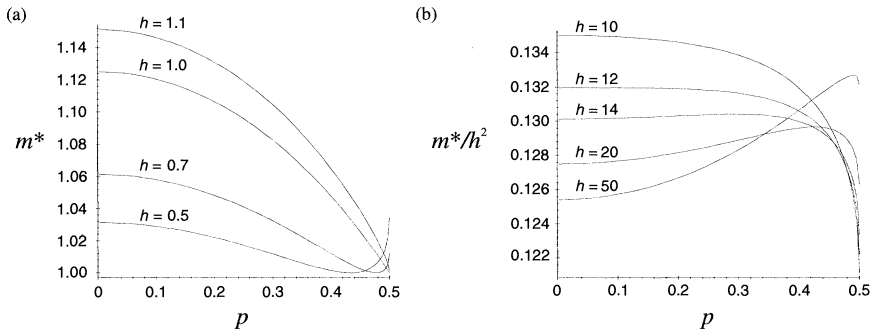 (a)
h = 1.1
1.14
h = 1.0
1.12
1.10
m*
1.08
h = 0.7
1.06
1.04
h = 0.5
1.02
1.00
0
0.1
0.2
0.3
0.4
0.5
p
(b)
h = 10
0.134
h = 12
0.132
h = 14
0.130
m*/h²
0.128
h = 20
0.126
h = 50
0.124
0.122
0
0.1
0.2
0.3
0.4
0.5
p